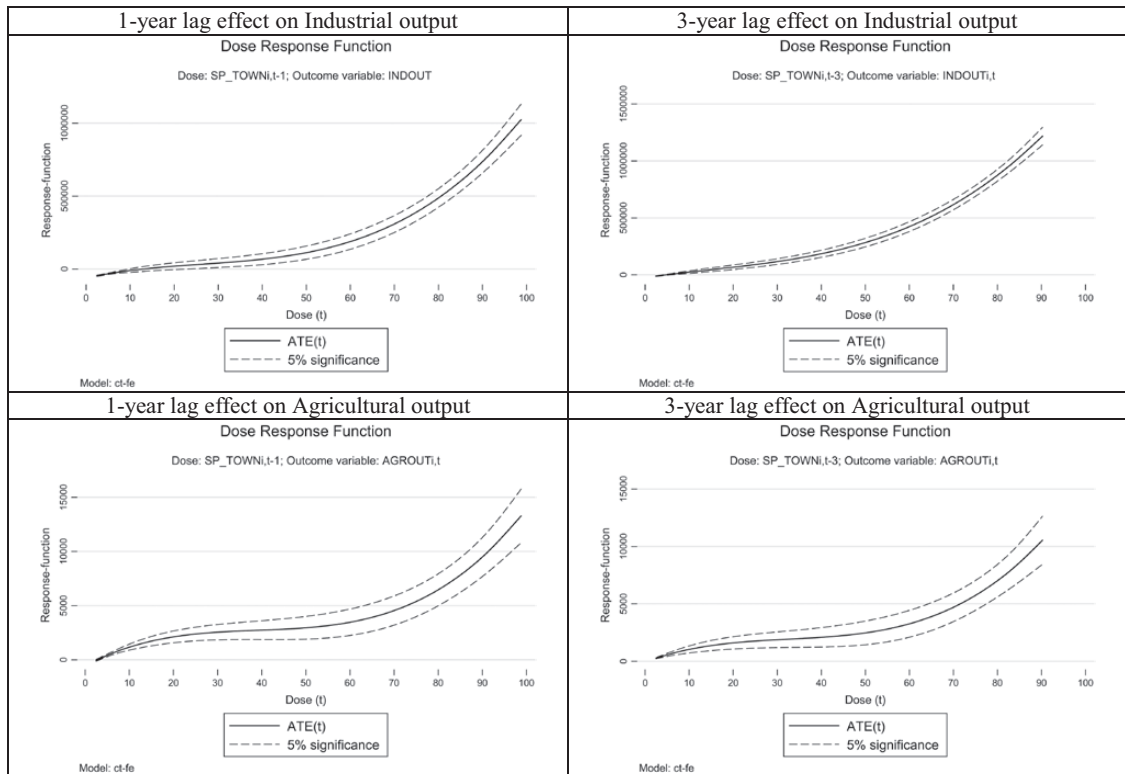 1-year lag effect on Industrial output
Dose Response Function
Dose: SP_TOWNi,t-1; Outcome variable: INDOUT
Response-function
1000000
500000
0
0 10 20 30 40 50 60 70 80 90 100
Dose (t)
ATE(t)
5% significance
Model: ct-fe
3-year lag effect on Industrial output
Dose Response Function
Dose: SP_TOWNi,t-3; Outcome variable: INDOUTi,t
Response-function
1500000
1000000
500000
0
0 10 20 30 40 50 60 70 80 90 100
Dose (t)
ATE(t)
5% significance
Model: ct-fe
1-year lag effect on Agricultural output
Dose Response Function
Dose: SP_TOWNi,t-1; Outcome variable: AGROUTi,t
Response-function
15000
10000
5000
0
0 10 20 30 40 50 60 70 80 90 100
Dose (t)
ATE(t)
5% significance
Model: ct-fe
3-year lag effect on Agricultural output
Dose Response Function
Dose: SP_TOWNi,t-3; Outcome variable: AGROUTi,t
Response-function
15000
10000
5000
0
0 10 20 30 40 50 60 70 80 90 100
Dose (t)
ATE(t)
5% significance
Model: ct-fe